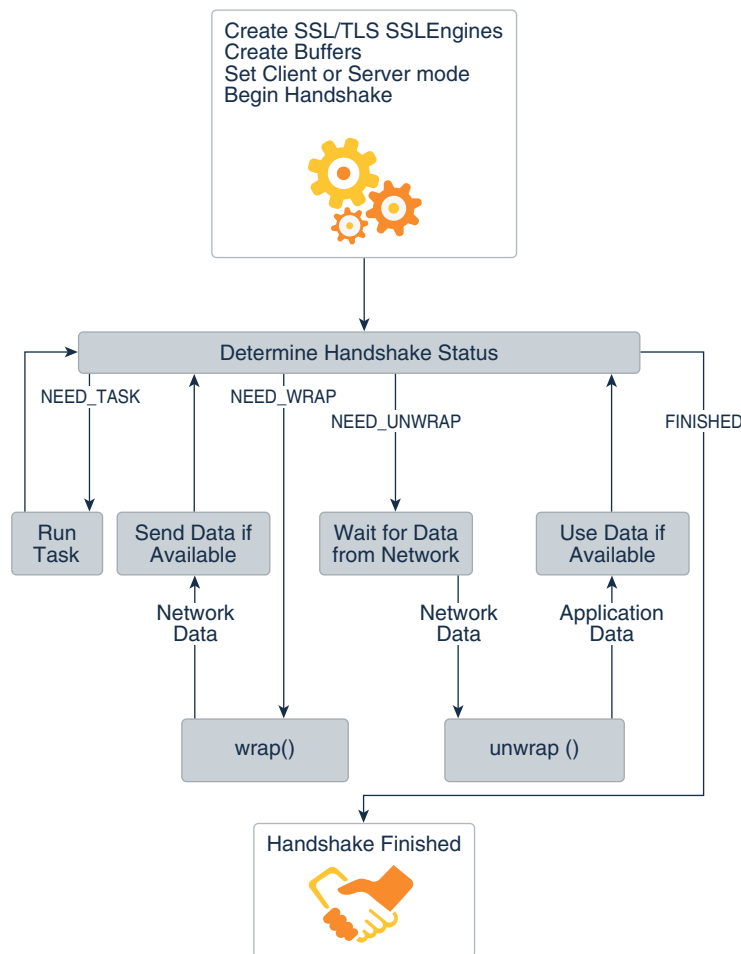 Create SSL/TLS SSLEngines
Create Buffers
Set Client or Server mode
Begin Handshake
Determine Handshake Status
NEED_TASK
NEED_WRAP
NEED_UNWRAP
FINISHED
Run
Task
Send Data if
Available
Wait for Data
from Network
Use Data if
Available
Network
Data
Network
Data
Application
Data
wrap()
unwrap ()
Handshake Finished